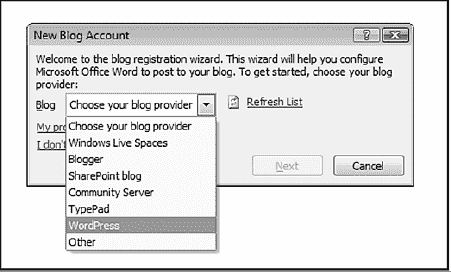 New Blog Account
Welcome to the blog registration wizard. This wizard will help you configure
Microsoft Office Word to post to your blog. To get started, choose your blog
provider:
Blog Choose your blog provider Refresh List
Choose your blog provider
My pro
Windows Live Spaces
I don't
Blogger
SharePoint blog
Community Server
TypePad
WordPress
Other
Next Cancel